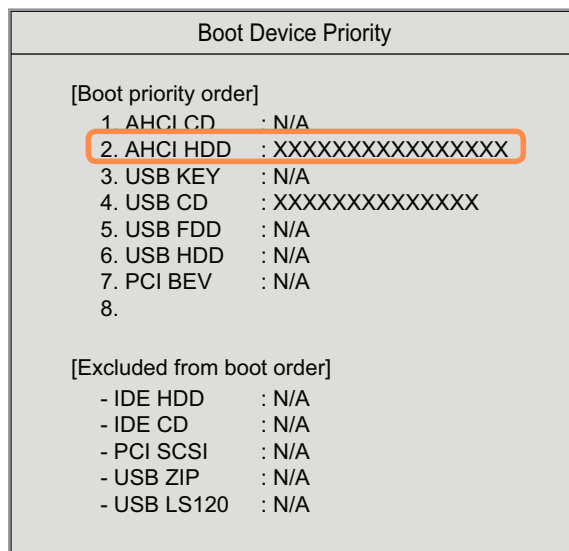 Boot Device Priority
[Boot priority order]
1. AHCI CD : N/A
2. AHCI HDD : XXXXXXXXXXXXXXXX
3. USB KEY : N/A
4. USB CD : XXXXXXXXXXXXXX
5. USB FDD : N/A
6. USB HDD : N/A
7. PCI BEV : N/A
8.
[Excluded from boot order]
- IDE HDD : N/A
- IDE CD : N/A
- PCI SCSI : N/A
- USB ZIP : N/A
- USB LS120 : N/A